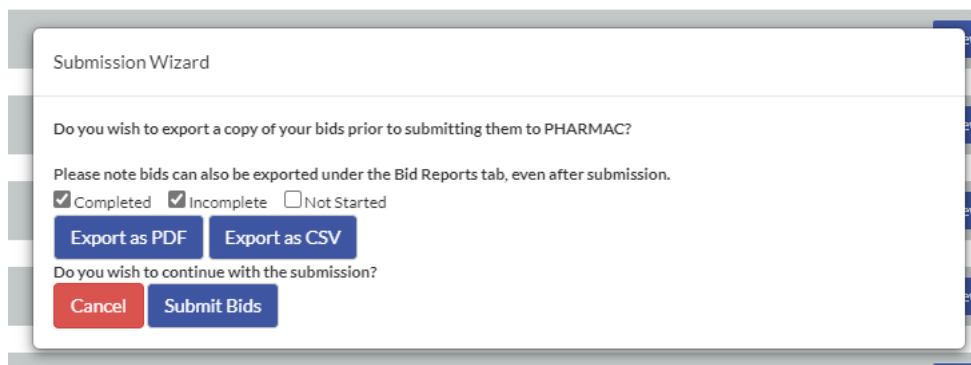 Submission Wizard
Do you wish to export a copy of your bids prior to submitting them to PHARMAC?
Please note bids can also be exported under the Bid Reports tab, even after submission.
Completed Incomplete Not Started
Export as PDF Export as CSV
Do you wish to continue with the submission?
Cancel Submit Bids